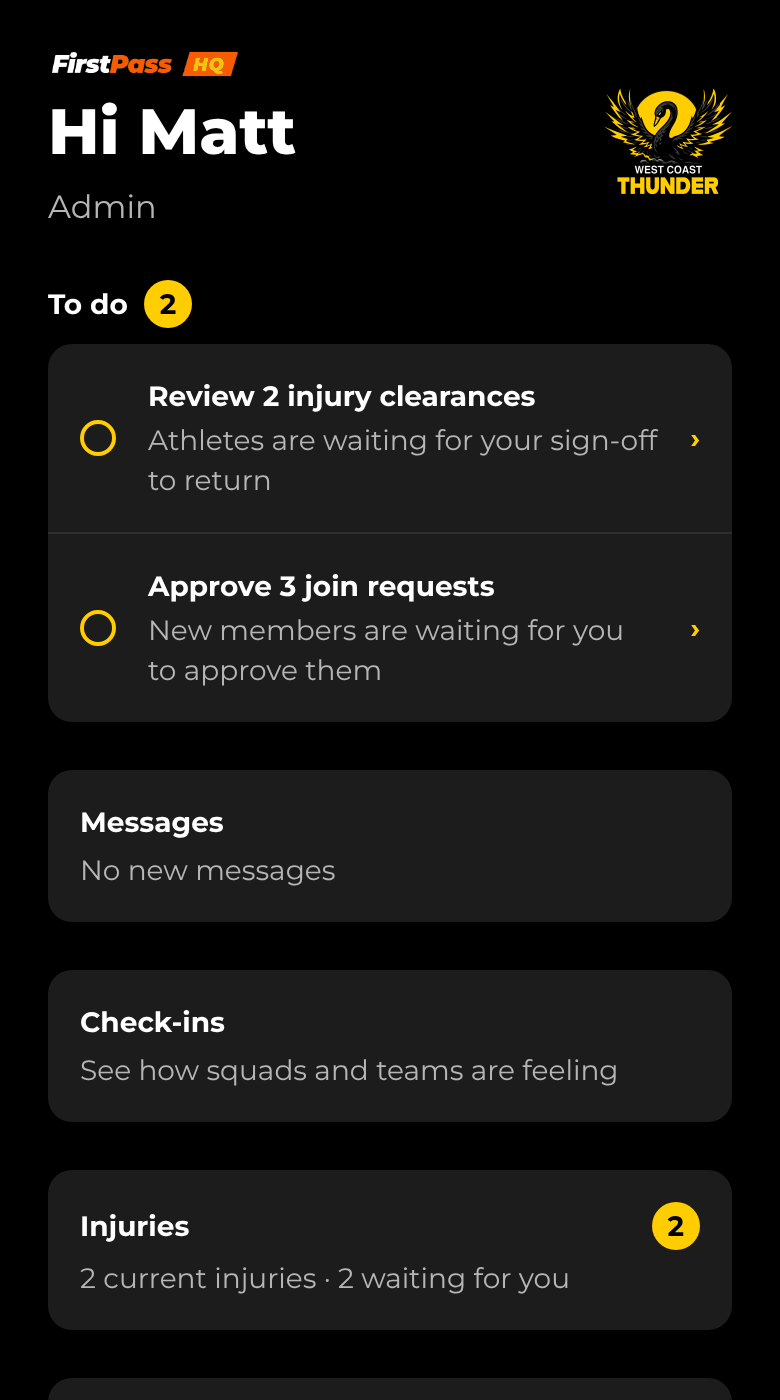 FirstPass HQ
Hi Matt
Admin
WEST COAST
THUNDER
To do 2
Review 2 injury clearances
Athletes are waiting for your sign-off
to return
›
Approve 3 join requests
New members are waiting for you
to approve them
›
Messages
No new messages
Check-ins
See how squads and teams are feeling
Injuries 2
2 current injuries · 2 waiting for you